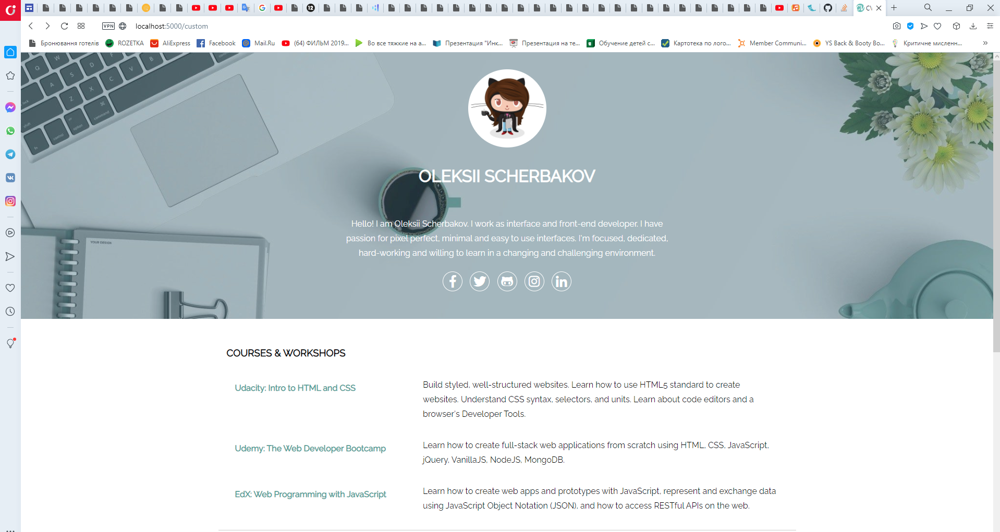 12
CV
VPN
localhost:5000/custom
Бронювання готелів
ROZETKA
AliExpress
Facebook
Mail.Ru
(64) ФИЛЬМ 2019...
Во все тяжкие на а...
Презентация "Инк...
Презентация на те...
Обучение детей с...
Картотека по лого...
Member Communi...
YS Back & Booty Bo...
Критичне мисленн...
»
Q W E D F A S C V B Z X
command
option
control
shift
fn
YOUR DESIGN
OLEKSII SCHERBAKOV
Hello! I am Oleksii Scherbakov. I work as interface and front-end developer. I have
passion for pixel perfect, minimal and easy to use interfaces. I'm focused, dedicated,
hard-working and willing to learn in a changing and challenging environment.
COURSES & WORKSHOPS
Udacity: Intro to HTML and CSS
Build styled, well-structured websites. Learn how to use HTML5 standard to create
websites. Understand CSS syntax, selectors, and units. Learn about code editors and a
browser's Developer Tools.
Udemy: The Web Developer Bootcamp
Learn how to create full-stack web applications from scratch using HTML, CSS, JavaScript,
jQuery, VanillaJS, NodeJS, MongoDB.
EdX: Web Programming with JavaScript
Learn how to create web apps and prototypes with JavaScript, represent and exchange data
using JavaScript Object Notation (JSON), and how to access RESTful APIs on the web.